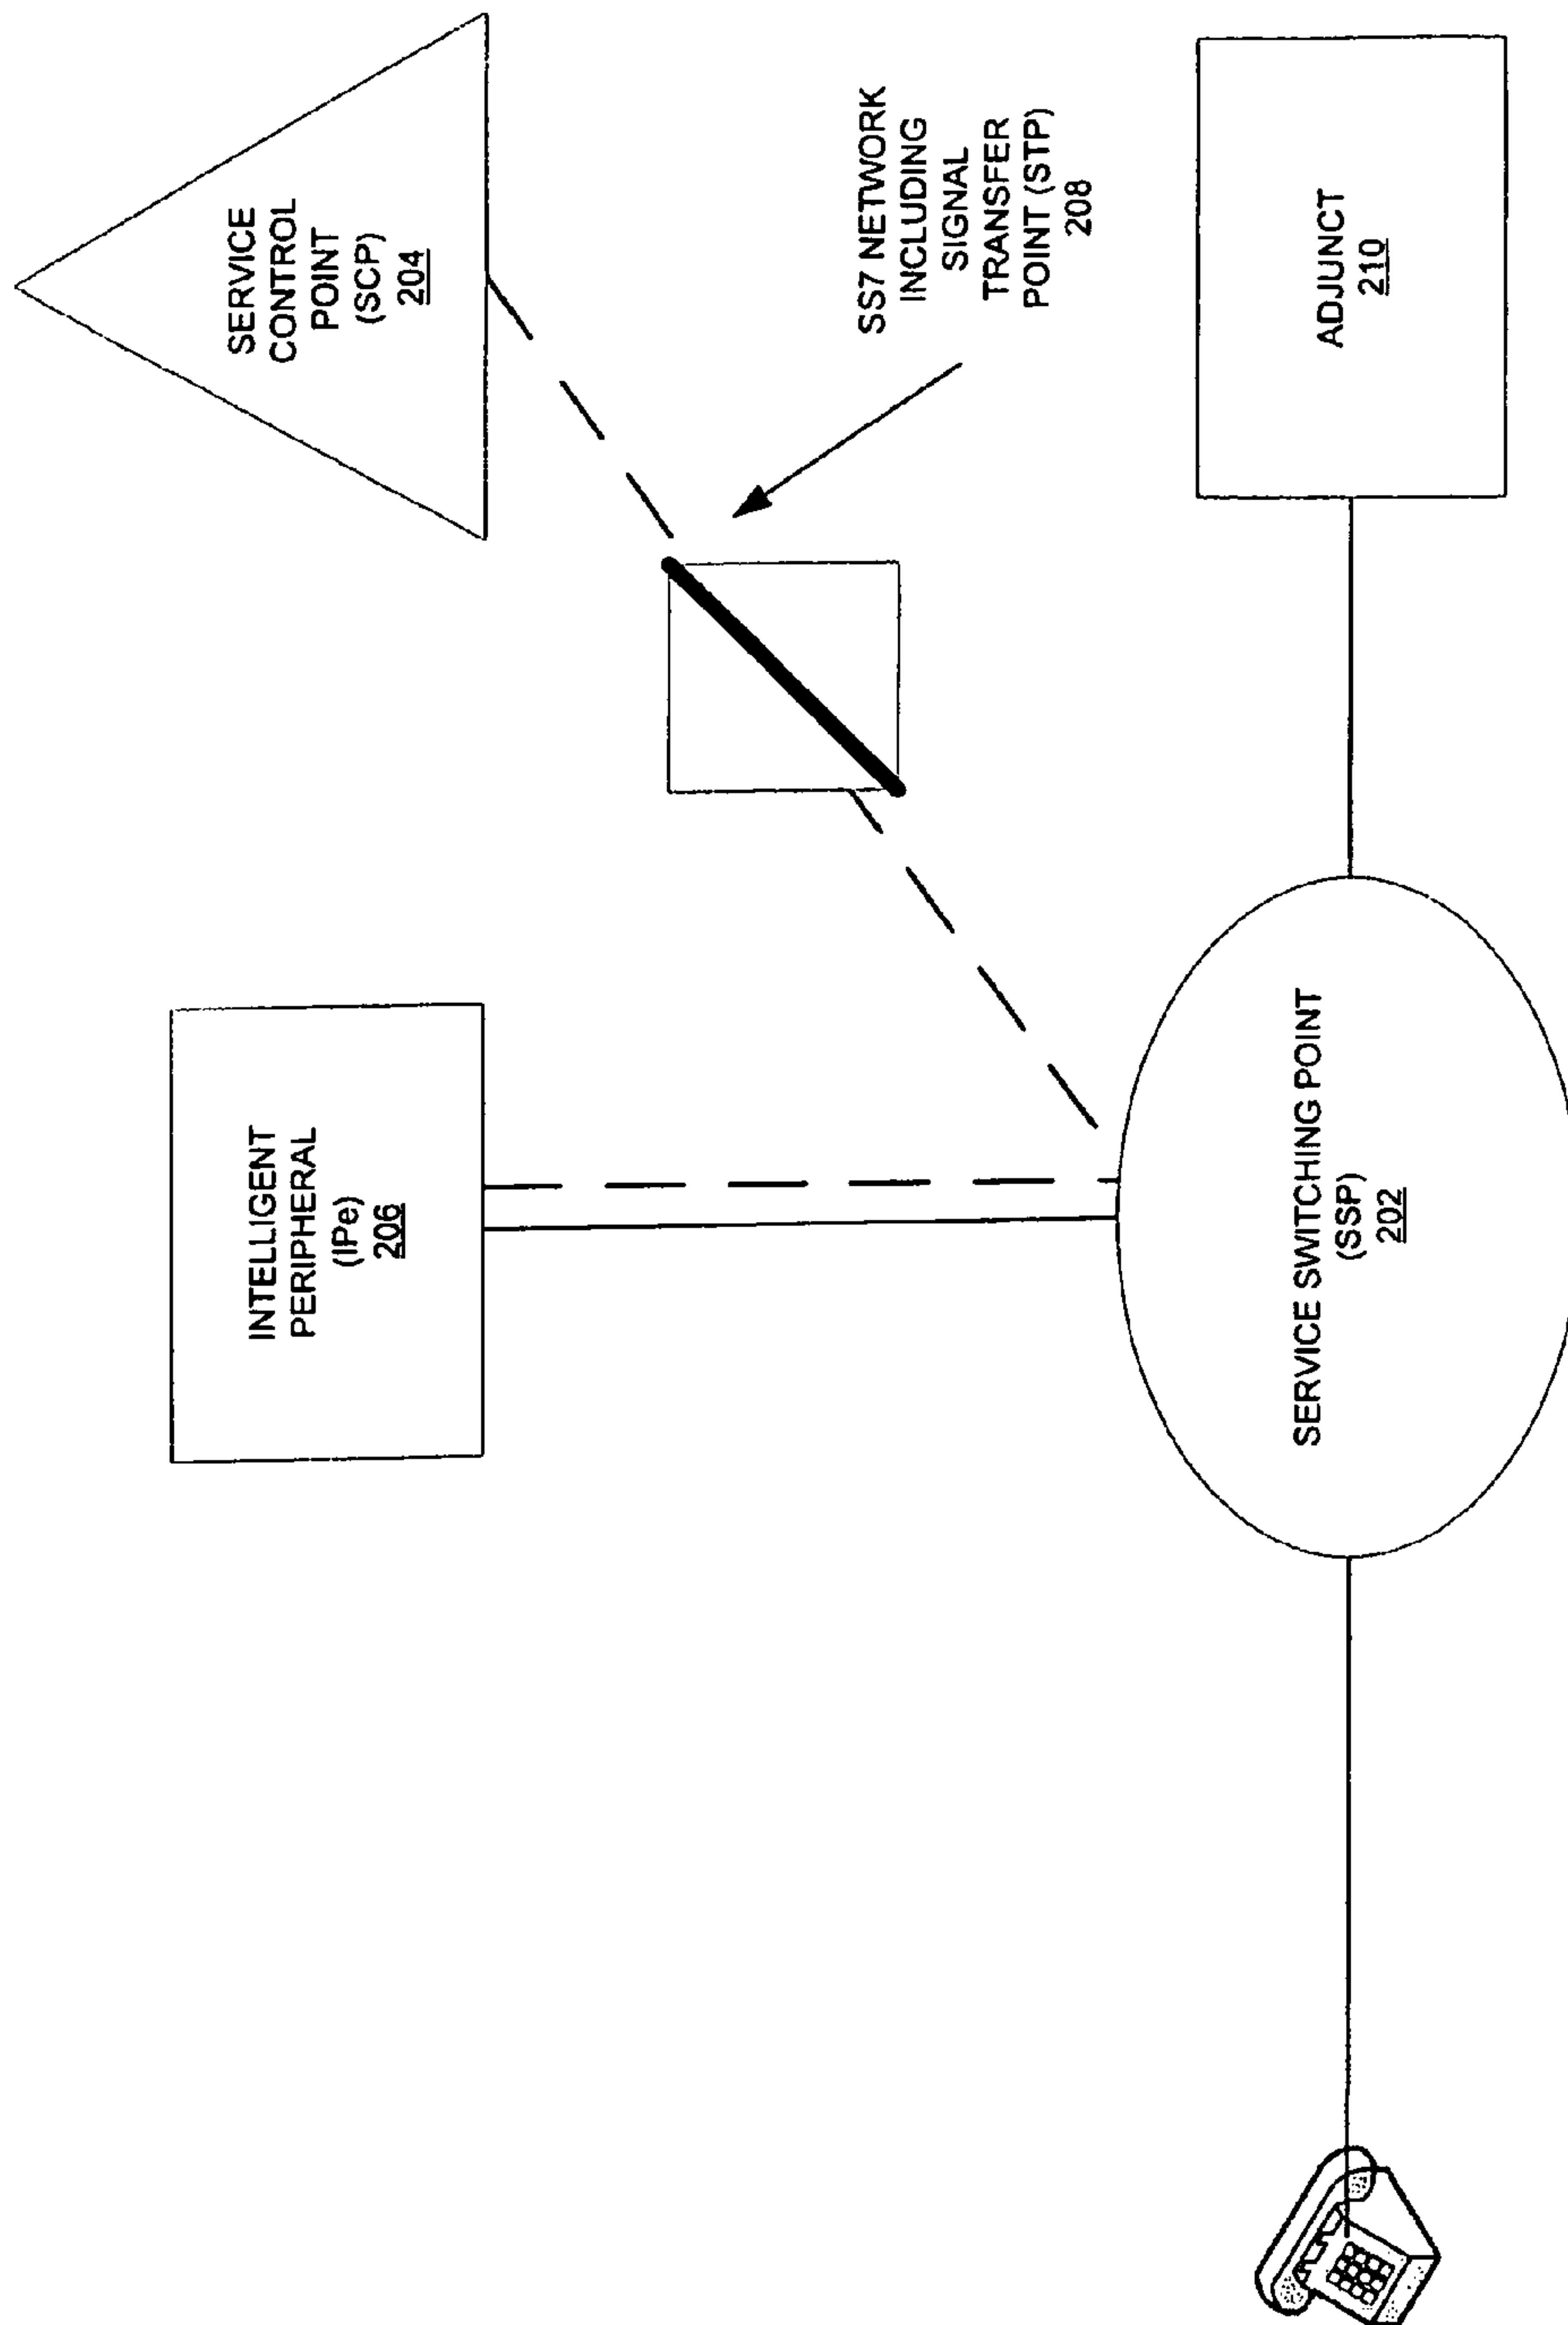 INTELLIGENT
PERIPHERAL
(IPe)
206
SERVICE
CONTROL
POINT
(SCP)
204
SS7 NETWORK
INCLUDING
SIGNAL
TRANSFER
POINT (STP)
208
SERVICE SWITCHING POINT
(SSP)
202
ADJUNCT
210